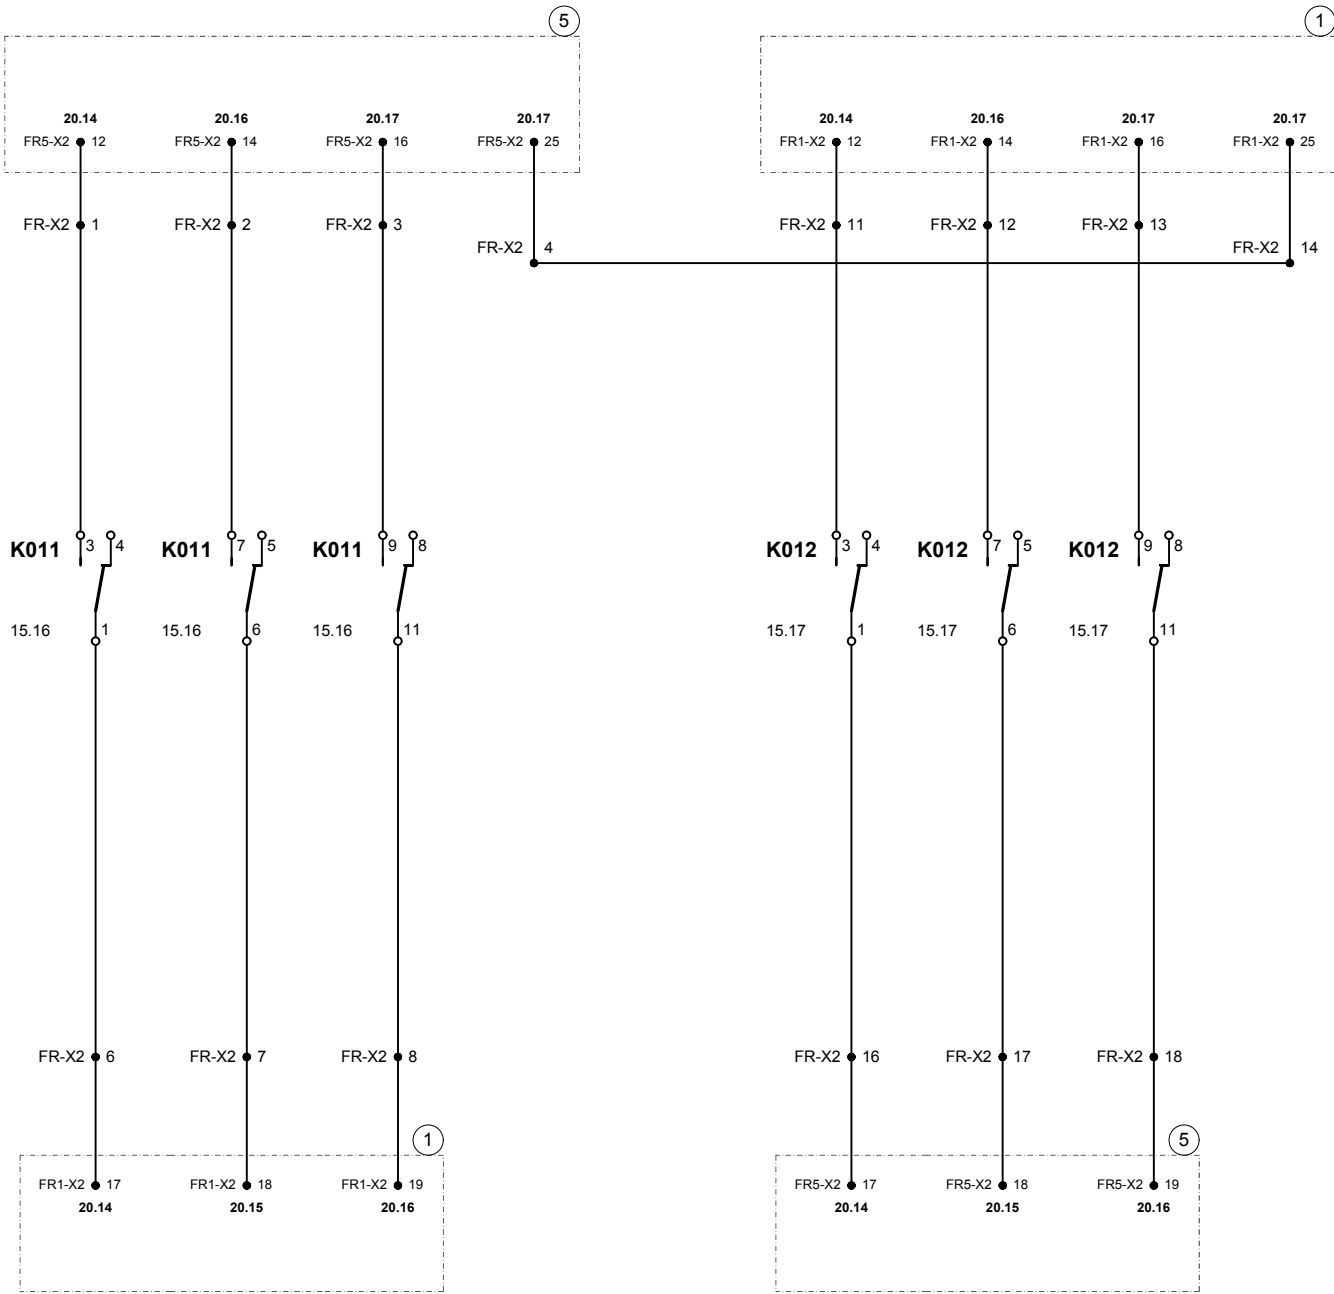 5 1
20.14 20.16 20.17 20.17 20.14 20.16 20.17 20.17
FR5-X2 12 FR5-X2 14 FR5-X2 16 FR5-X2 25 FR1-X2 12 FR1-X2 14 FR1-X2 16 FR1-X2 25
FR-X2 1 FR-X2 2 FR-X2 3 FR-X2 11 FR-X2 12 FR-X2 13
FR-X2 4 FR-X2 14
K011 3 4 K011 7 5 K011 9 8 K012 3 4 K012 7 5 K012 9 8
15.16 1 15.16 6 15.16 11 15.17 1 15.17 6 15.17 11
FR-X2 6 FR-X2 7 FR-X2 8 FR-X2 16 FR-X2 17 FR-X2 18
1 5
FR1-X2 17 FR1-X2 18 FR1-X2 19 FR5-X2 17 FR5-X2 18 FR5-X2 19
20.14 20.15 20.16 20.14 20.15 20.16